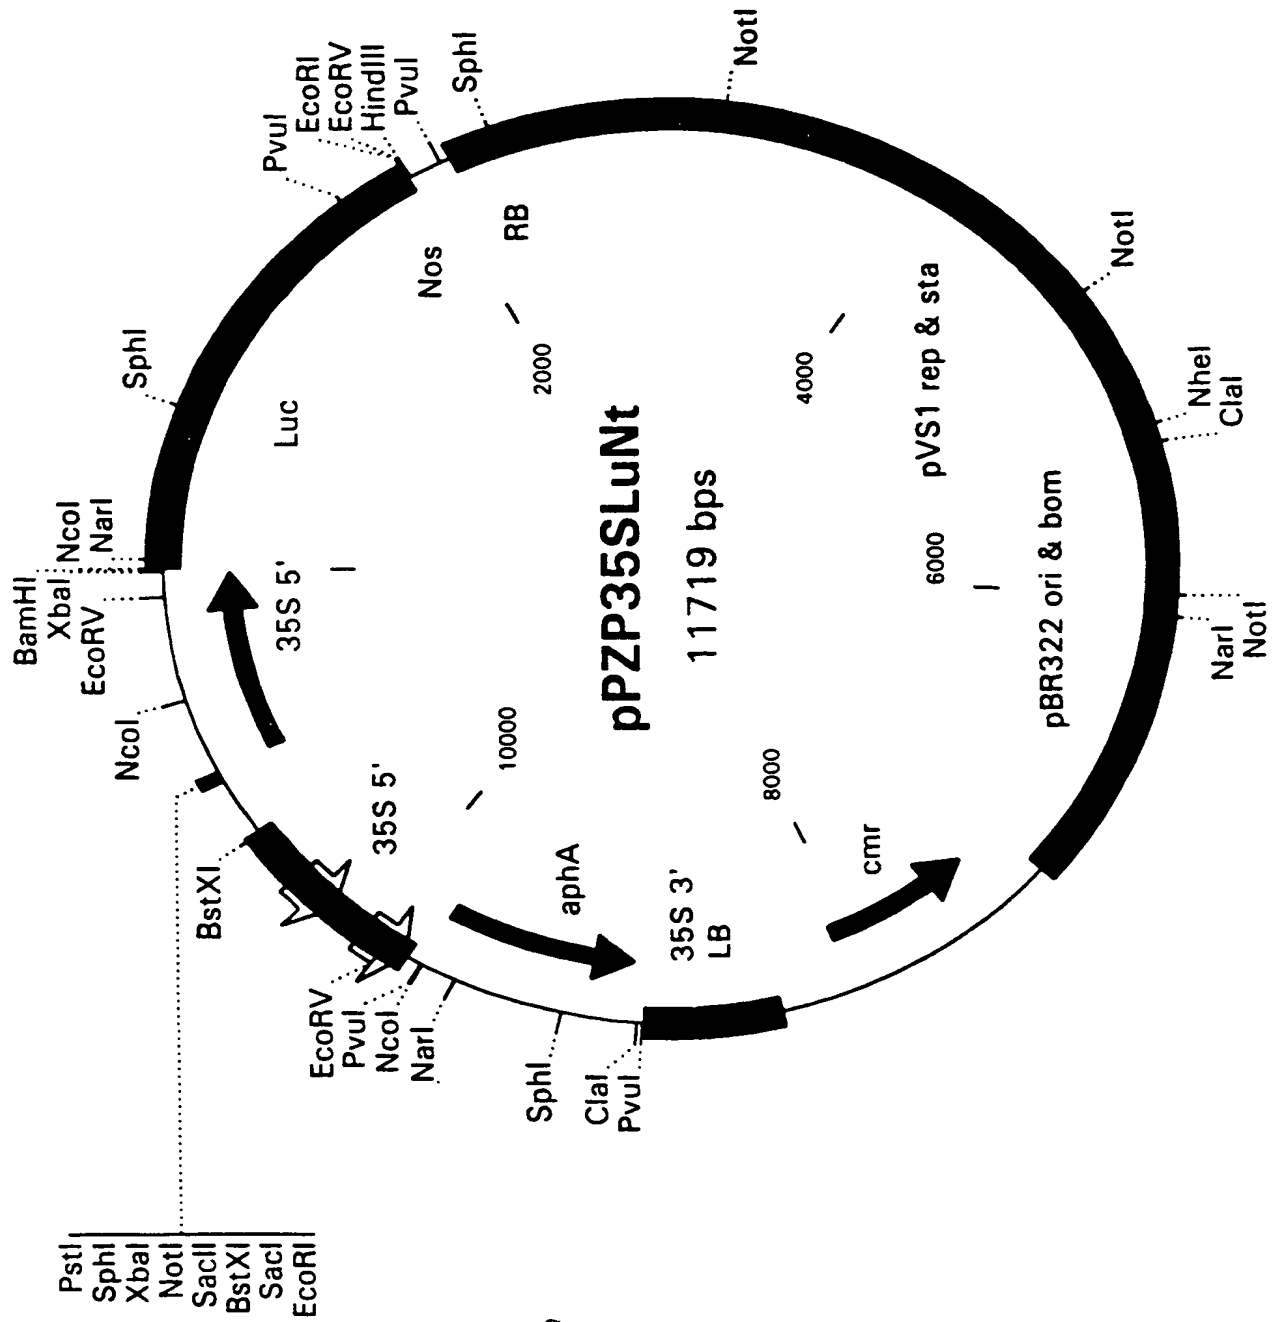 pPZP35SLuNt
11719 bps
PstI
SphI
XbaI
NotI
SacII
BstXI
SacI
EcoRI
BstXI
NcoI
EcoRV
XbaI
BamHI
NcoI
NarI
SphI
PvuI
EcoRI
EcoRV
HindIII
PvuI
SphI
NotI
NotI
NheI
ClaI
NotI
NarI
PvuI
ClaI
SphI
NarI
NcoI
PvuI
EcoRV
35S 5'
Luc
Nos
RB
2000
4000
pVS1 rep & sta
6000
pBR322 ori & bom
8000
cmr
35S 3'
LB
aphA
10000
35S 5'